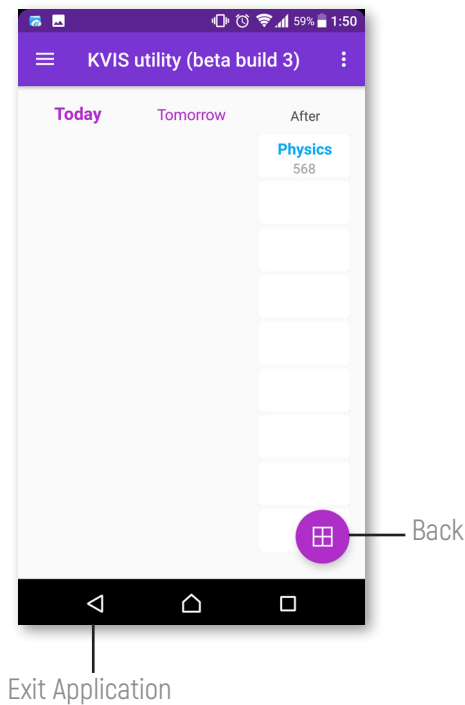 59% 1:50
KVIS utility (beta build 3)
Today Tomorrow After
Physics
568
Back
Exit Application